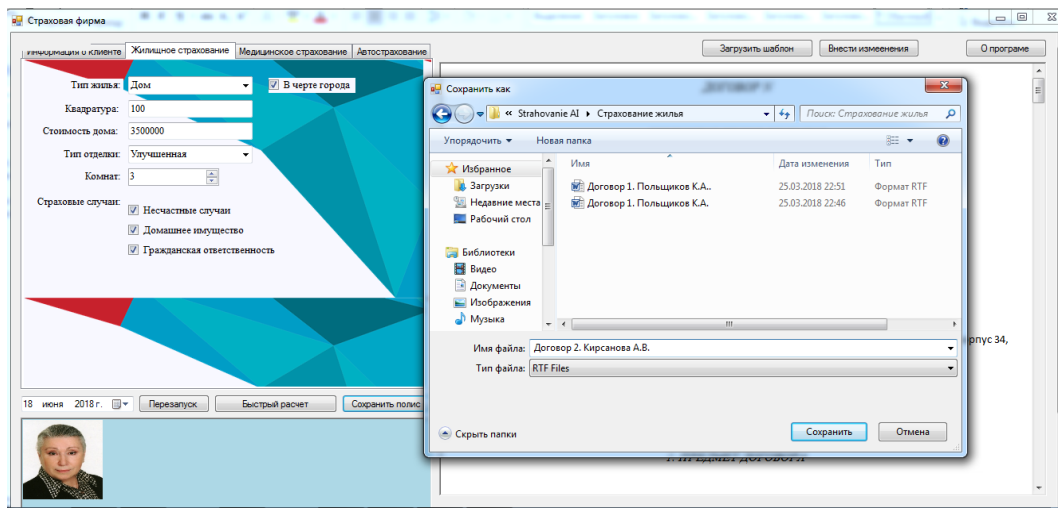 Страховая фирма
Информация о клиенте Жилищное страхование Медицинское страхование Автострахование
Загрузить шаблон Внести измеенения О програме
Тип жилья: Дом В черте города
Квадратура: 100
Стоимость дома: 3500000
Тип отделки: Улучшенная
Комнат: 3
Страховые случаи:
Несчастные случаи
Домашнее имущество
Гражданская ответственность
18 июня 2018 г. Перезапуск Быстрый расчет Сохранить полис
Сохранить как
« Strahovanie AI Страхование жилья Поиск: Страхование жилья
Упорядочить Новая папка
Избранное
Загрузки
Недавние места
Рабочий стол
Библиотеки
Видео
Документы
Изображения
Музыка
Имя Дата изменения Тип
Договор 1. Польщиков К.А.. 25.03.2018 22:51 Формат RTF
Договор 1. Польщиков К.А. 25.03.2018 22:46 Формат RTF
Имя файла: Договор 2. Кирсанова А.В.
Тип файла: RTF Files
Скрыть папки Сохранить Отмена
рпус 34,
1. ПРЕДМЕТ ДОГОВОРА